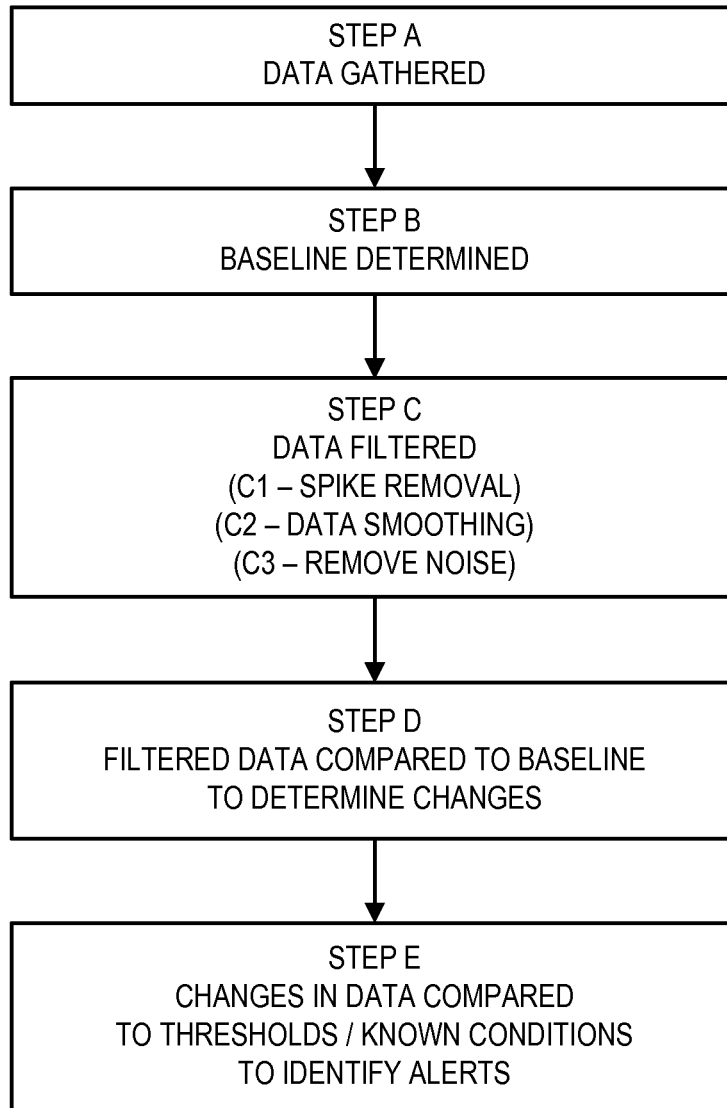 STEP A
DATA GATHERED
STEP B
BASELINE DETERMINED
STEP C
DATA FILTERED
(C1 – SPIKE REMOVAL)
(C2 – DATA SMOOTHING)
(C3 – REMOVE NOISE)
STEP D
FILTERED DATA COMPARED TO BASELINE
TO DETERMINE CHANGES
STEP E
CHANGES IN DATA COMPARED
TO THRESHOLDS / KNOWN CONDITIONS
TO IDENTIFY ALERTS